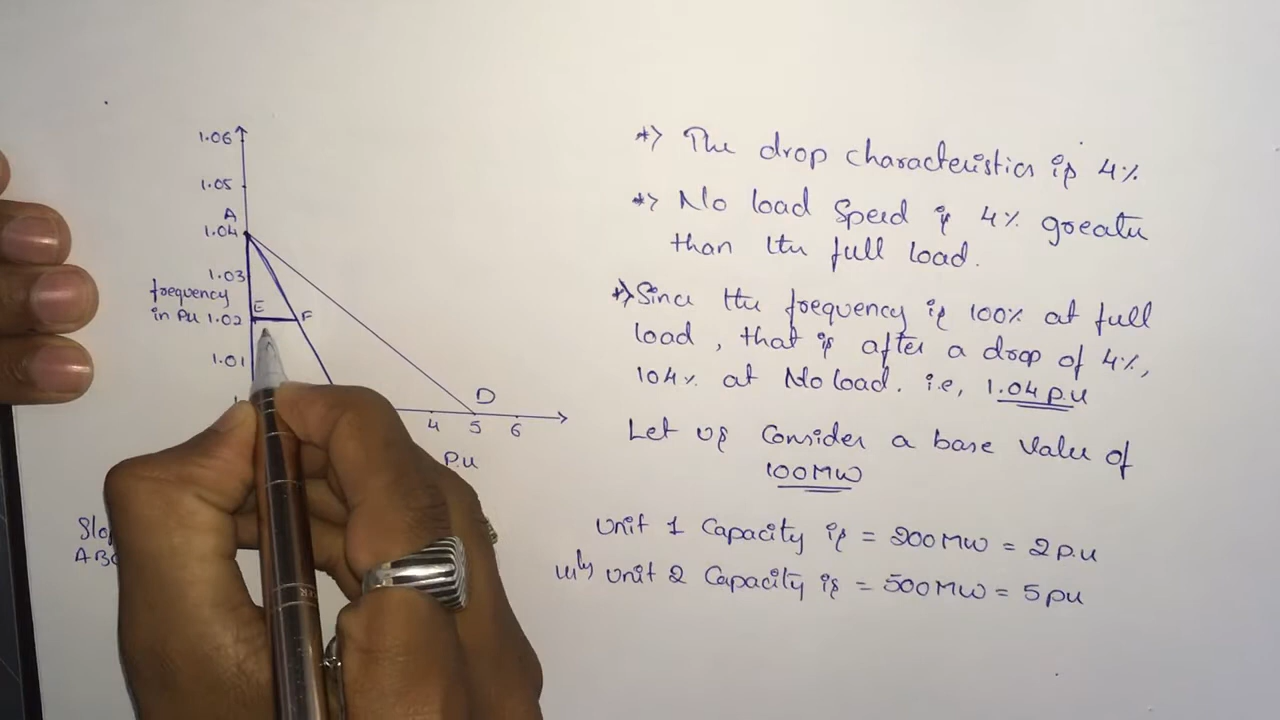 1.06
1.05
A
1.04
1.03
frequency
in PU 1.02
E
F
1.01
D
4 5 6
P.U
ABC
*> The drop characteristics is 4%
*> No load speed is 4% greater
than the full load.
*> Since the frequency is 100% at full
load, that is after a drop of 4%,
104% at No load. i.e, 1.04 P.U
Let us Consider a base Value of
100MW
Unit 1 Capacity is = 200MW = 2 P.U
|||ly Unit 2 Capacity is = 500MW = 5 pu